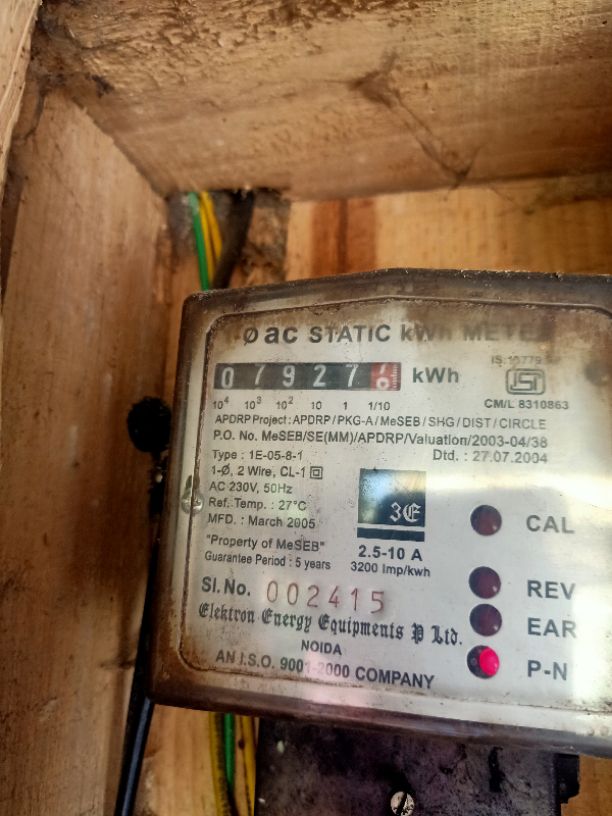 1-Ø ac STATIC kWh METER
0 7 9 2 7 kWh
IS:13779
ISI
CM/L 8310863
10⁴ 10³ 10² 10 1 1/10
APDRP Project : APDRP / PKG-A / MeSEB / SHG / DIST / CIRCLE
P.O. No. MeSEB/SE(MM)/APDRP/Valuation/2003-04/38
Dtd. : 27.07.2004
Type : 1E-05-8-1
1-Ø, 2 Wire, CL-1
AC 230V, 50Hz
Ref. Temp. : 27°C
MFD. : March 2005
"Property of MeSEB"
Guarantee Period : 5 years
3E
2.5-10 A
3200 Imp/kwh
CAL
REV
EAR
P-N
Sl. No. 002415
Elektron Energy Equipments P Ltd.
NOIDA
AN I.S.O. 9001-2000 COMPANY